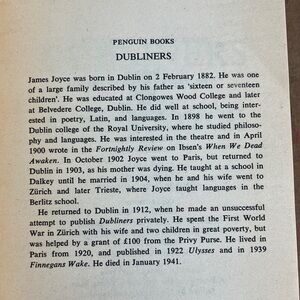 PENGUIN BOOKS
DUBLINERS
James Joyce was born in Dublin on 2 February 1882. He was one
of a large family described by his father as 'sixteen or seventeen
children'. He was educated at Clongowes Wood College and later
at Belvedere College, Dublin. He did well at school, being inter-
ested in poetry, Latin, and languages. In 1898 he went to the
Dublin college of the Royal University, where he studied philoso-
phy and languages. He was interested in the theatre and in April
1900 wrote in the Fortnightly Review on Ibsen's When We Dead
Awaken. In October 1902 Joyce went to Paris, but returned to
Dublin in 1903, as his mother was dying. He taught at a school in
Dalkey until he married in 1904, when he and his wife went to
Zürich and later Trieste, where Joyce taught languages in the
Berlitz school.
He returned to Dublin in 1912, when he made an unsuccessful
attempt to publish Dubliners privately. He spent the First World
War in Zürich with his wife and two children in great poverty, but
was helped by a grant of £100 from the Privy Purse. He lived in
Paris from 1920, and published in 1922 Ulysses and in 1939
Finnegans Wake. He died in January 1941.